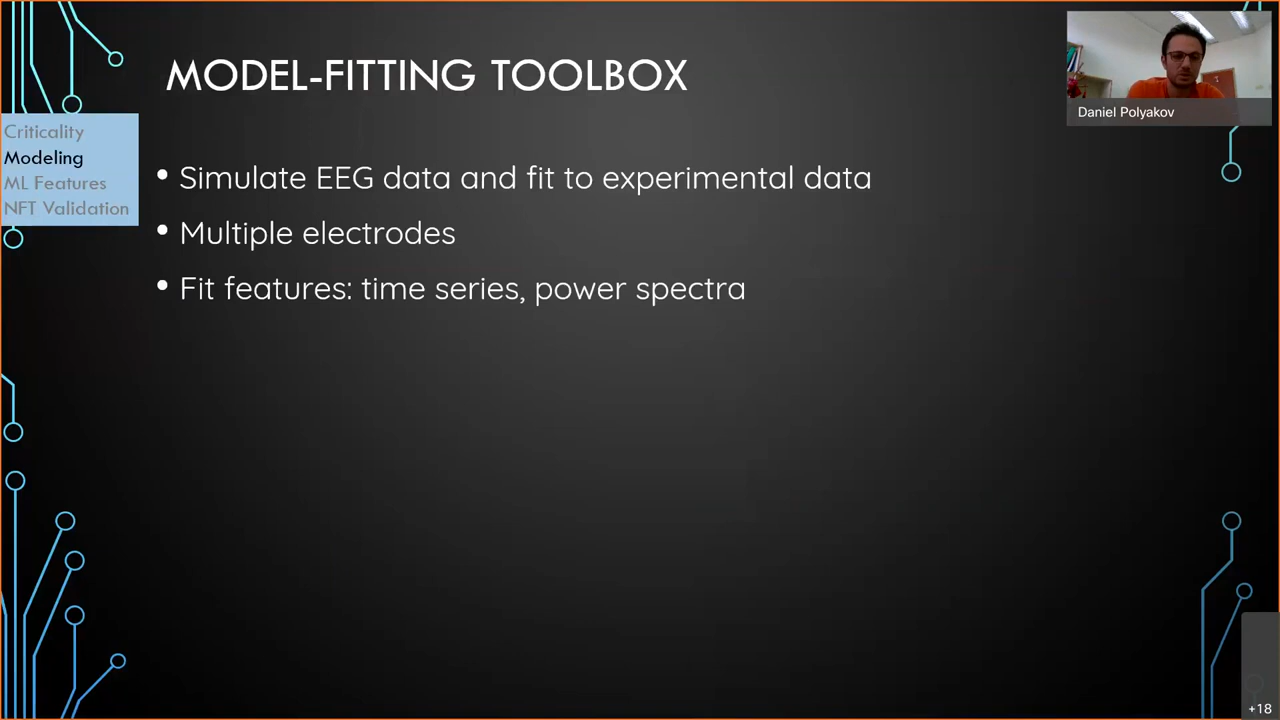 MODEL-FITTING TOOLBOX
Daniel Polyakov
Criticality
Modeling
ML Features
NFT Validation
• Simulate EEG data and fit to experimental data
• Multiple electrodes
• Fit features: time series, power spectra
+18